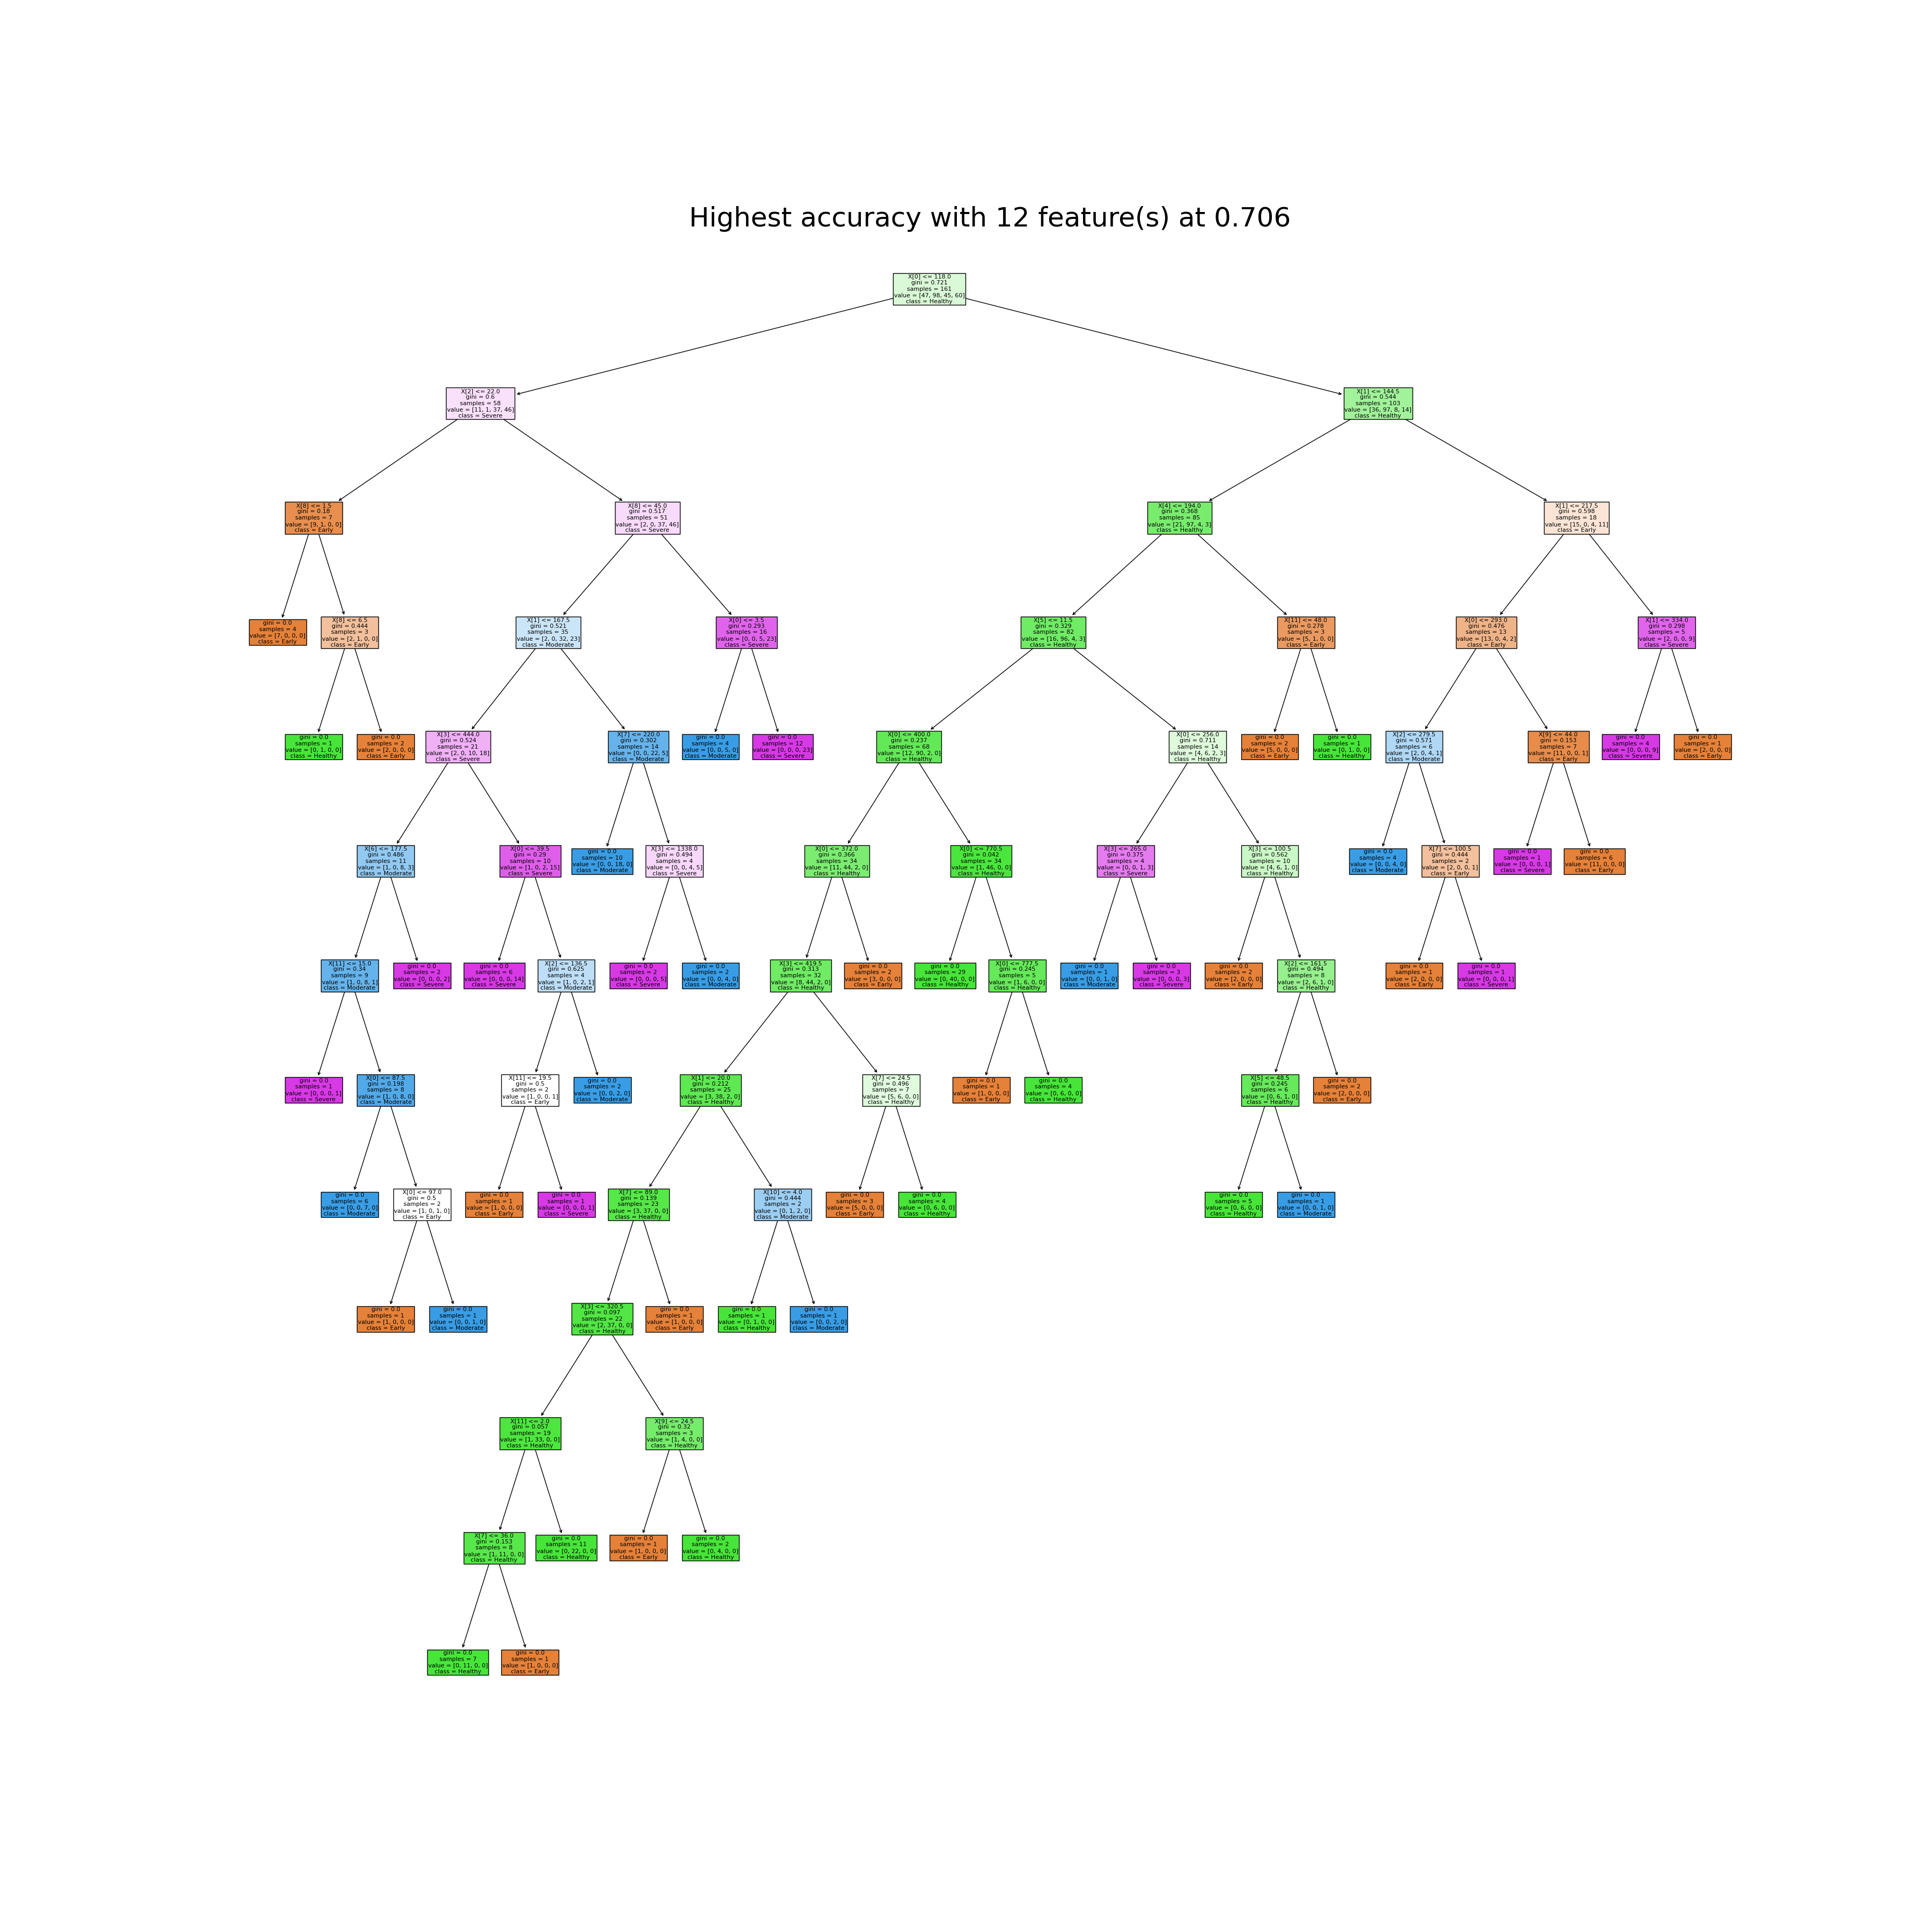 Highest accuracy with 12 feature(s) at 0.706
X[0] <= 118.0
gini = 0.721
samples = 161
value = [47, 98, 45, 60]
class = Healthy
X[2] <= 22.0
gini = 0.6
samples = 58
value = [11, 1, 37, 46]
class = Severe
X[1] <= 144.5
gini = 0.544
samples = 103
value = [36, 97, 8, 14]
class = Healthy
X[8] <= 1.5
gini = 0.18
samples = 7
value = [9, 1, 0, 0]
class = Early
X[8] <= 45.0
gini = 0.517
samples = 51
value = [2, 0, 37, 46]
class = Severe
X[4] <= 194.0
gini = 0.368
samples = 85
value = [21, 97, 4, 3]
class = Healthy
X[1] <= 217.5
gini = 0.598
samples = 18
value = [15, 0, 4, 11]
class = Early
gini = 0.0
samples = 4
value = [7, 0, 0, 0]
class = Early
X[8] <= 6.5
gini = 0.444
samples = 3
value = [2, 1, 0, 0]
class = Early
X[1] <= 167.5
gini = 0.521
samples = 35
value = [2, 0, 32, 23]
class = Moderate
X[0] <= 3.5
gini = 0.293
samples = 16
value = [0, 0, 5, 23]
class = Severe
X[5] <= 11.5
gini = 0.329
samples = 82
value = [16, 96, 4, 3]
class = Healthy
X[11] <= 48.0
gini = 0.278
samples = 3
value = [5, 1, 0, 0]
class = Early
X[0] <= 293.0
gini = 0.476
samples = 13
value = [13, 0, 4, 2]
class = Early
X[1] <= 334.0
gini = 0.298
samples = 5
value = [2, 0, 0, 9]
class = Severe
gini = 0.0
samples = 1
value = [0, 1, 0, 0]
class = Healthy
gini = 0.0
samples = 2
value = [2, 0, 0, 0]
class = Early
X[3] <= 444.0
gini = 0.524
samples = 21
value = [2, 0, 10, 18]
class = Severe
X[7] <= 220.0
gini = 0.302
samples = 14
value = [0, 0, 22, 5]
class = Moderate
gini = 0.0
samples = 4
value = [0, 0, 5, 0]
class = Moderate
gini = 0.0
samples = 12
value = [0, 0, 0, 23]
class = Severe
X[0] <= 400.0
gini = 0.237
samples = 68
value = [12, 90, 2, 0]
class = Healthy
X[0] <= 256.0
gini = 0.711
samples = 14
value = [4, 6, 2, 3]
class = Healthy
gini = 0.0
samples = 2
value = [5, 0, 0, 0]
class = Early
gini = 0.0
samples = 1
value = [0, 1, 0, 0]
class = Healthy
X[2] <= 279.5
gini = 0.571
samples = 6
value = [2, 0, 4, 1]
class = Moderate
X[9] <= 44.0
gini = 0.153
samples = 7
value = [11, 0, 0, 1]
class = Early
gini = 0.0
samples = 4
value = [0, 0, 0, 9]
class = Severe
gini = 0.0
samples = 1
value = [2, 0, 0, 0]
class = Early
X[6] <= 177.5
gini = 0.486
samples = 11
value = [1, 0, 8, 3]
class = Moderate
X[0] <= 39.5
gini = 0.29
samples = 10
value = [1, 0, 2, 15]
class = Severe
gini = 0.0
samples = 10
value = [0, 0, 18, 0]
class = Moderate
X[3] <= 1338.0
gini = 0.494
samples = 4
value = [0, 0, 4, 5]
class = Severe
X[0] <= 372.0
gini = 0.366
samples = 34
value = [11, 44, 2, 0]
class = Healthy
X[0] <= 770.5
gini = 0.042
samples = 34
value = [1, 46, 0, 0]
class = Healthy
X[3] <= 265.0
gini = 0.375
samples = 4
value = [0, 0, 1, 3]
class = Severe
X[3] <= 100.5
gini = 0.562
samples = 10
value = [4, 6, 1, 0]
class = Healthy
gini = 0.0
samples = 4
value = [0, 0, 4, 0]
class = Moderate
X[7] <= 100.5
gini = 0.444
samples = 2
value = [2, 0, 0, 1]
class = Early
gini = 0.0
samples = 1
value = [0, 0, 0, 1]
class = Severe
gini = 0.0
samples = 6
value = [11, 0, 0, 0]
class = Early
X[11] <= 15.0
gini = 0.34
samples = 9
value = [1, 0, 8, 1]
class = Moderate
gini = 0.0
samples = 2
value = [0, 0, 0, 2]
class = Severe
gini = 0.0
samples = 6
value = [0, 0, 0, 14]
class = Severe
X[2] <= 136.5
gini = 0.625
samples = 4
value = [1, 0, 2, 1]
class = Moderate
gini = 0.0
samples = 2
value = [0, 0, 0, 5]
class = Severe
gini = 0.0
samples = 2
value = [0, 0, 4, 0]
class = Moderate
X[3] <= 419.5
gini = 0.313
samples = 32
value = [8, 44, 2, 0]
class = Healthy
gini = 0.0
samples = 2
value = [3, 0, 0, 0]
class = Early
gini = 0.0
samples = 29
value = [0, 40, 0, 0]
class = Healthy
X[0] <= 777.5
gini = 0.245
samples = 5
value = [1, 6, 0, 0]
class = Healthy
gini = 0.0
samples = 1
value = [0, 0, 1, 0]
class = Moderate
gini = 0.0
samples = 3
value = [0, 0, 0, 3]
class = Severe
gini = 0.0
samples = 2
value = [2, 0, 0, 0]
class = Early
X[2] <= 161.5
gini = 0.494
samples = 8
value = [2, 6, 1, 0]
class = Healthy
gini = 0.0
samples = 1
value = [2, 0, 0, 0]
class = Early
gini = 0.0
samples = 1
value = [0, 0, 0, 1]
class = Severe
gini = 0.0
samples = 1
value = [0, 0, 0, 1]
class = Severe
X[0] <= 87.5
gini = 0.198
samples = 8
value = [1, 0, 8, 0]
class = Moderate
X[11] <= 19.5
gini = 0.5
samples = 2
value = [1, 0, 0, 1]
class = Early
gini = 0.0
samples = 2
value = [0, 0, 2, 0]
class = Moderate
X[1] <= 20.0
gini = 0.212
samples = 25
value = [3, 38, 2, 0]
class = Healthy
X[7] <= 24.5
gini = 0.496
samples = 7
value = [5, 6, 0, 0]
class = Healthy
gini = 0.0
samples = 1
value = [1, 0, 0, 0]
class = Early
gini = 0.0
samples = 4
value = [0, 6, 0, 0]
class = Healthy
X[5] <= 48.5
gini = 0.245
samples = 6
value = [0, 6, 1, 0]
class = Healthy
gini = 0.0
samples = 2
value = [2, 0, 0, 0]
class = Early
gini = 0.0
samples = 6
value = [0, 0, 7, 0]
class = Moderate
X[0] <= 97.0
gini = 0.5
samples = 2
value = [1, 0, 1, 0]
class = Early
gini = 0.0
samples = 1
value = [1, 0, 0, 0]
class = Early
gini = 0.0
samples = 1
value = [0, 0, 0, 1]
class = Severe
X[7] <= 89.0
gini = 0.139
samples = 23
value = [3, 37, 0, 0]
class = Healthy
X[10] <= 4.0
gini = 0.444
samples = 2
value = [0, 1, 2, 0]
class = Moderate
gini = 0.0
samples = 3
value = [5, 0, 0, 0]
class = Early
gini = 0.0
samples = 4
value = [0, 6, 0, 0]
class = Healthy
gini = 0.0
samples = 5
value = [0, 6, 0, 0]
class = Healthy
gini = 0.0
samples = 1
value = [0, 0, 1, 0]
class = Moderate
gini = 0.0
samples = 1
value = [1, 0, 0, 0]
class = Early
gini = 0.0
samples = 1
value = [0, 0, 1, 0]
class = Moderate
X[3] <= 320.5
gini = 0.097
samples = 22
value = [2, 37, 0, 0]
class = Healthy
gini = 0.0
samples = 1
value = [1, 0, 0, 0]
class = Early
gini = 0.0
samples = 1
value = [0, 1, 0, 0]
class = Healthy
gini = 0.0
samples = 1
value = [0, 0, 2, 0]
class = Moderate
X[11] <= 2.0
gini = 0.057
samples = 19
value = [1, 33, 0, 0]
class = Healthy
X[9] <= 24.5
gini = 0.32
samples = 3
value = [1, 4, 0, 0]
class = Healthy
X[7] <= 36.0
gini = 0.153
samples = 8
value = [1, 11, 0, 0]
class = Healthy
gini = 0.0
samples = 11
value = [0, 22, 0, 0]
class = Healthy
gini = 0.0
samples = 1
value = [1, 0, 0, 0]
class = Early
gini = 0.0
samples = 2
value = [0, 4, 0, 0]
class = Healthy
gini = 0.0
samples = 7
value = [0, 11, 0, 0]
class = Healthy
gini = 0.0
samples = 1
value = [1, 0, 0, 0]
class = Early